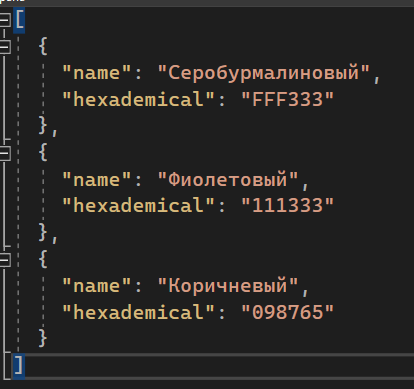 [
{
"name": "Серобурмалиновый",
"hexademical": "FFF333"
},
{
"name": "Фиолетовый",
"hexademical": "111333"
},
{
"name": "Коричневый",
"hexademical": "098765"
}
]